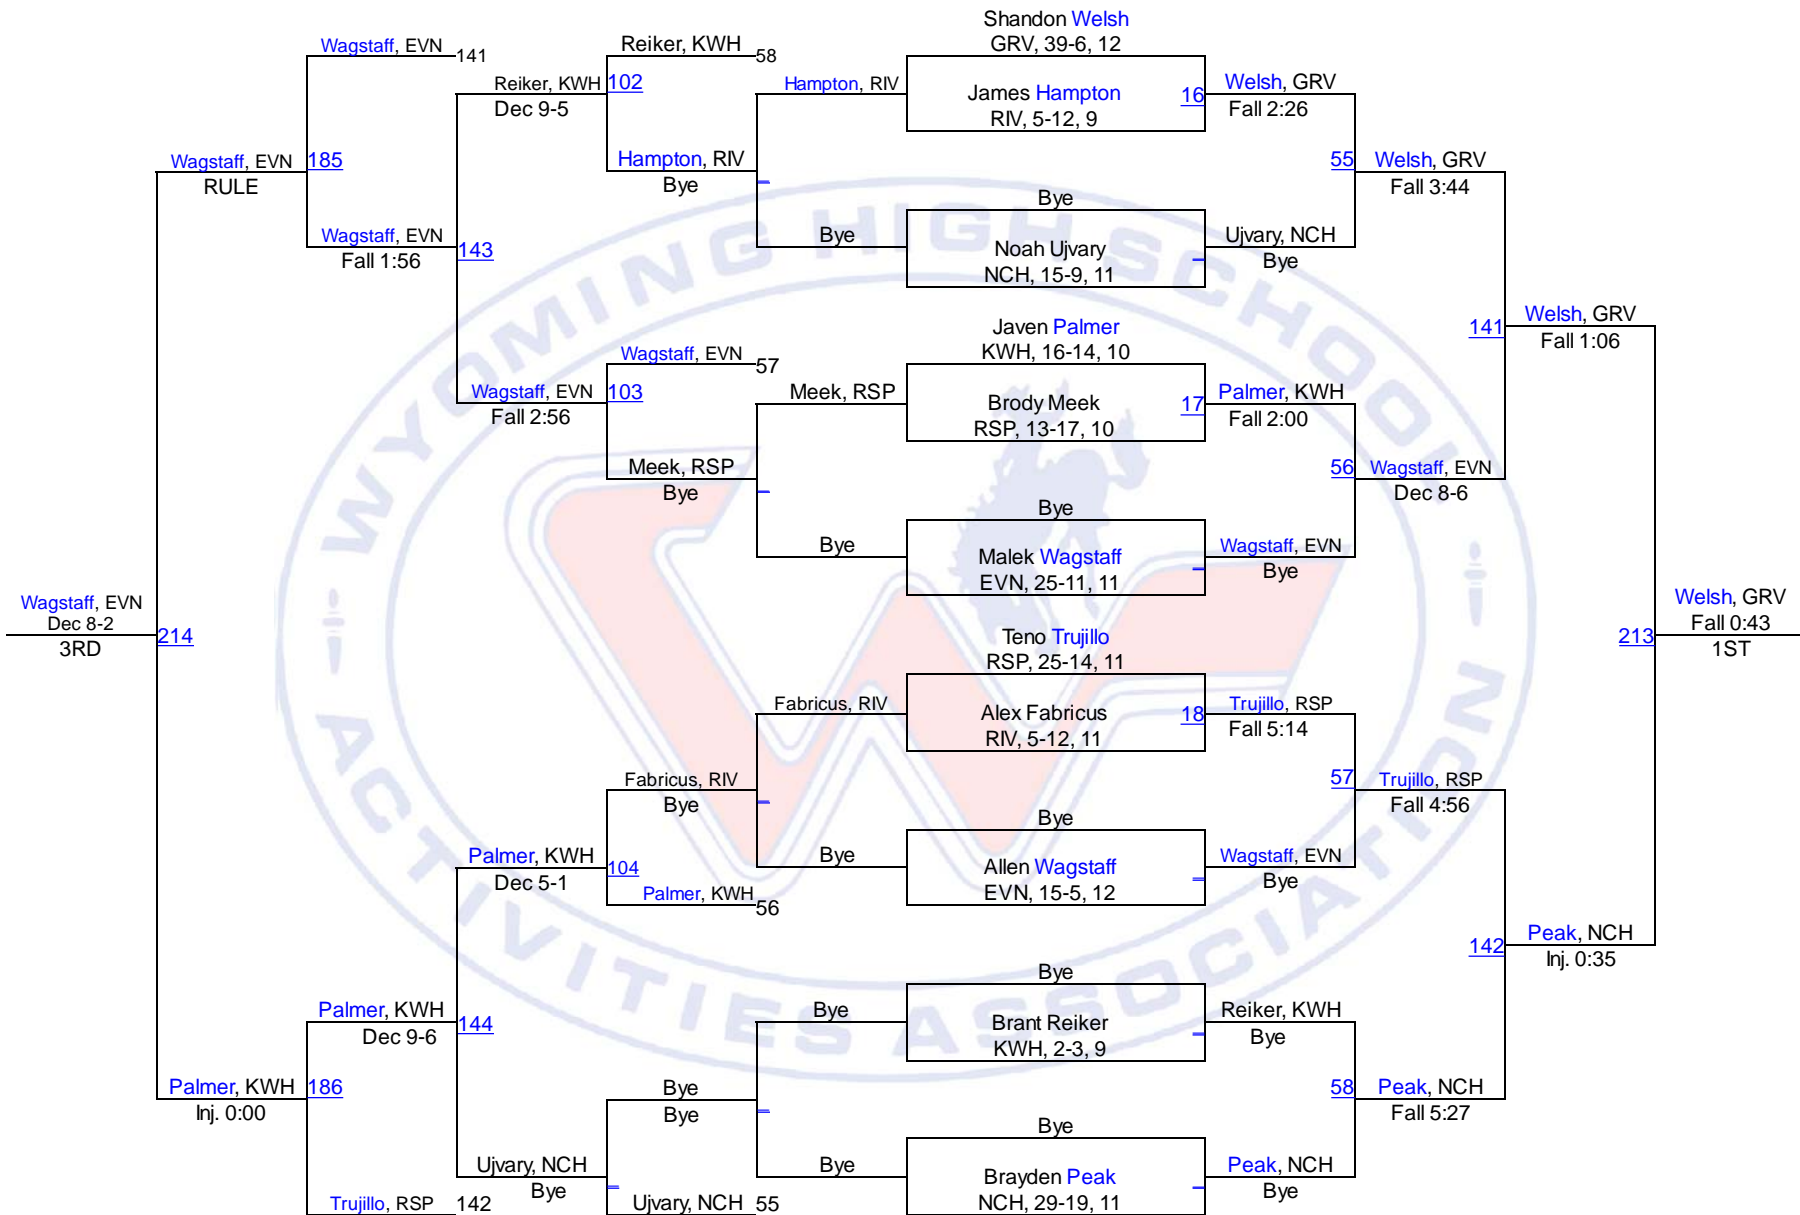 Shandon Welsh
GRV, 39-6, 12
Wagstaff, EVN
141
Reiker, KWH
58
Reiker, KWH
102
Dec 9-5
Hampton, RIV
James Hampton
RIV, 5-12, 9
16
Welsh, GRV
Fall 2:26
Wagstaff, EVN
185
RULE
Hampton, RIV
Bye
55
Welsh, GRV
Fall 3:44
Bye
Wagstaff, EVN
Fall 1:56
143
Bye
Noah Ujvary
NCH, 15-9, 11
Ujvary, NCH
Bye
Javen Palmer
KWH, 16-14, 10
141
Welsh, GRV
Fall 1:06
Wagstaff, EVN
57
Wagstaff, EVN
103
Fall 2:56
Meek, RSP
Brody Meek
RSP, 13-17, 10
17
Palmer, KWH
Fall 2:00
Meek, RSP
Bye
56
Wagstaff, EVN
Dec 8-6
Bye
Bye
Malek Wagstaff
EVN, 25-11, 11
Wagstaff, EVN
Bye
Wagstaff, EVN
Dec 8-2
3RD
214
Teno Trujillo
RSP, 25-14, 11
213
Welsh, GRV
Fall 0:43
1ST
Fabricus, RIV
Alex Fabricus
RIV, 5-12, 11
18
Trujillo, RSP
Fall 5:14
Fabricus, RIV
Bye
57
Trujillo, RSP
Fall 4:56
Bye
Palmer, KWH
Dec 5-1
104
Bye
Allen Wagstaff
EVN, 15-5, 12
Wagstaff, EVN
Bye
Palmer, KWH
56
142
Peak, NCH
Inj. 0:35
Bye
Palmer, KWH
Dec 9-6
144
Bye
Brant Reiker
KWH, 2-3, 9
Reiker, KWH
Bye
Palmer, KWH
186
Inj. 0:00
Bye
Bye
58
Peak, NCH
Fall 5:27
Bye
Ujvary, NCH
Bye
Bye
Brayden Peak
NCH, 29-19, 11
Peak, NCH
Bye
Trujillo, RSP
142
Ujvary, NCH
55
WYOMING HIGH SCHOOL
ACTIVITIES ASSOCIATION